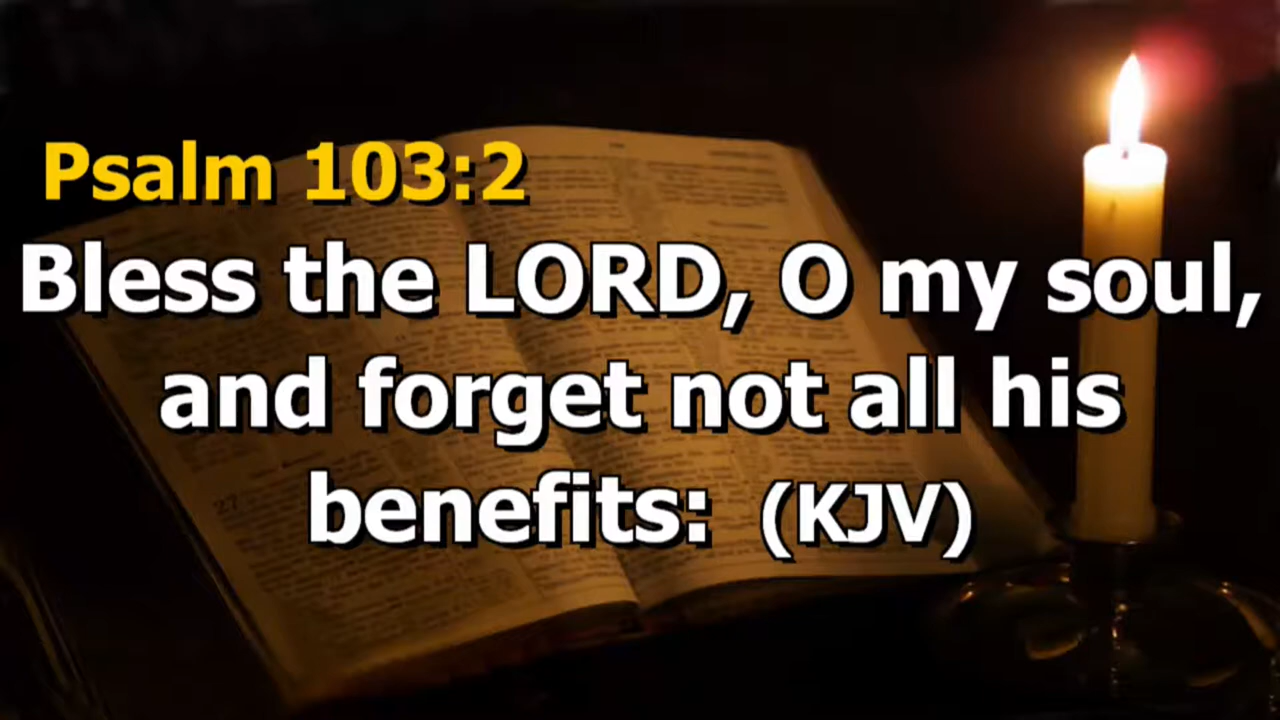 Psalm 103:2
Bless the LORD, O my soul,
and forget not all his
benefits: (KJV)